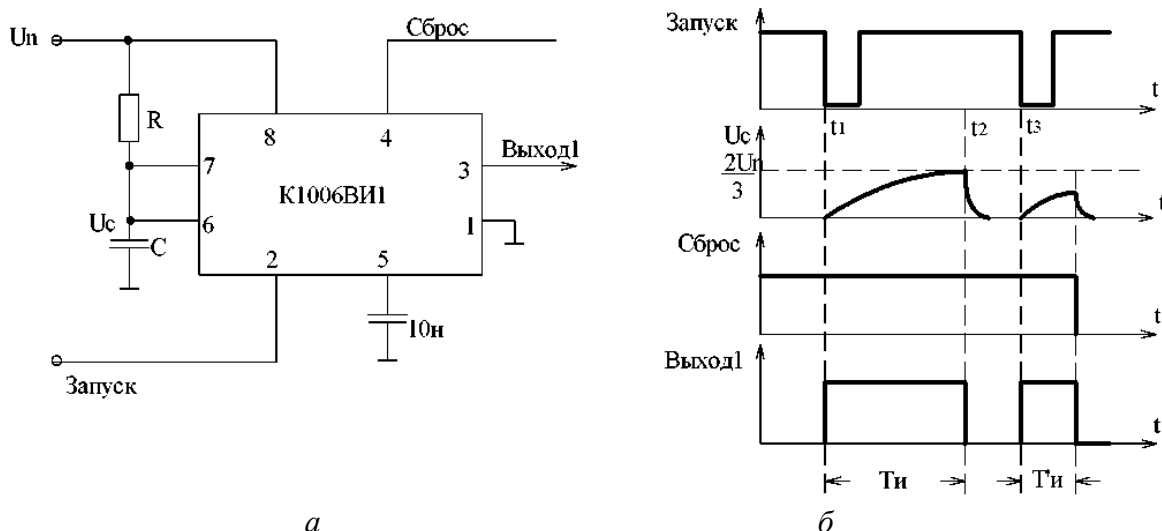 Uп
Сброс
R
8
4
7
3
Выход1
К1006ВИ1
Uc
6
1
C
2
5
10н
Запуск
а
Запуск
t
t1
t2
t3
Uc
2Uп
3
t
Сброс
t
Выход1
t
Tи
T'и
б